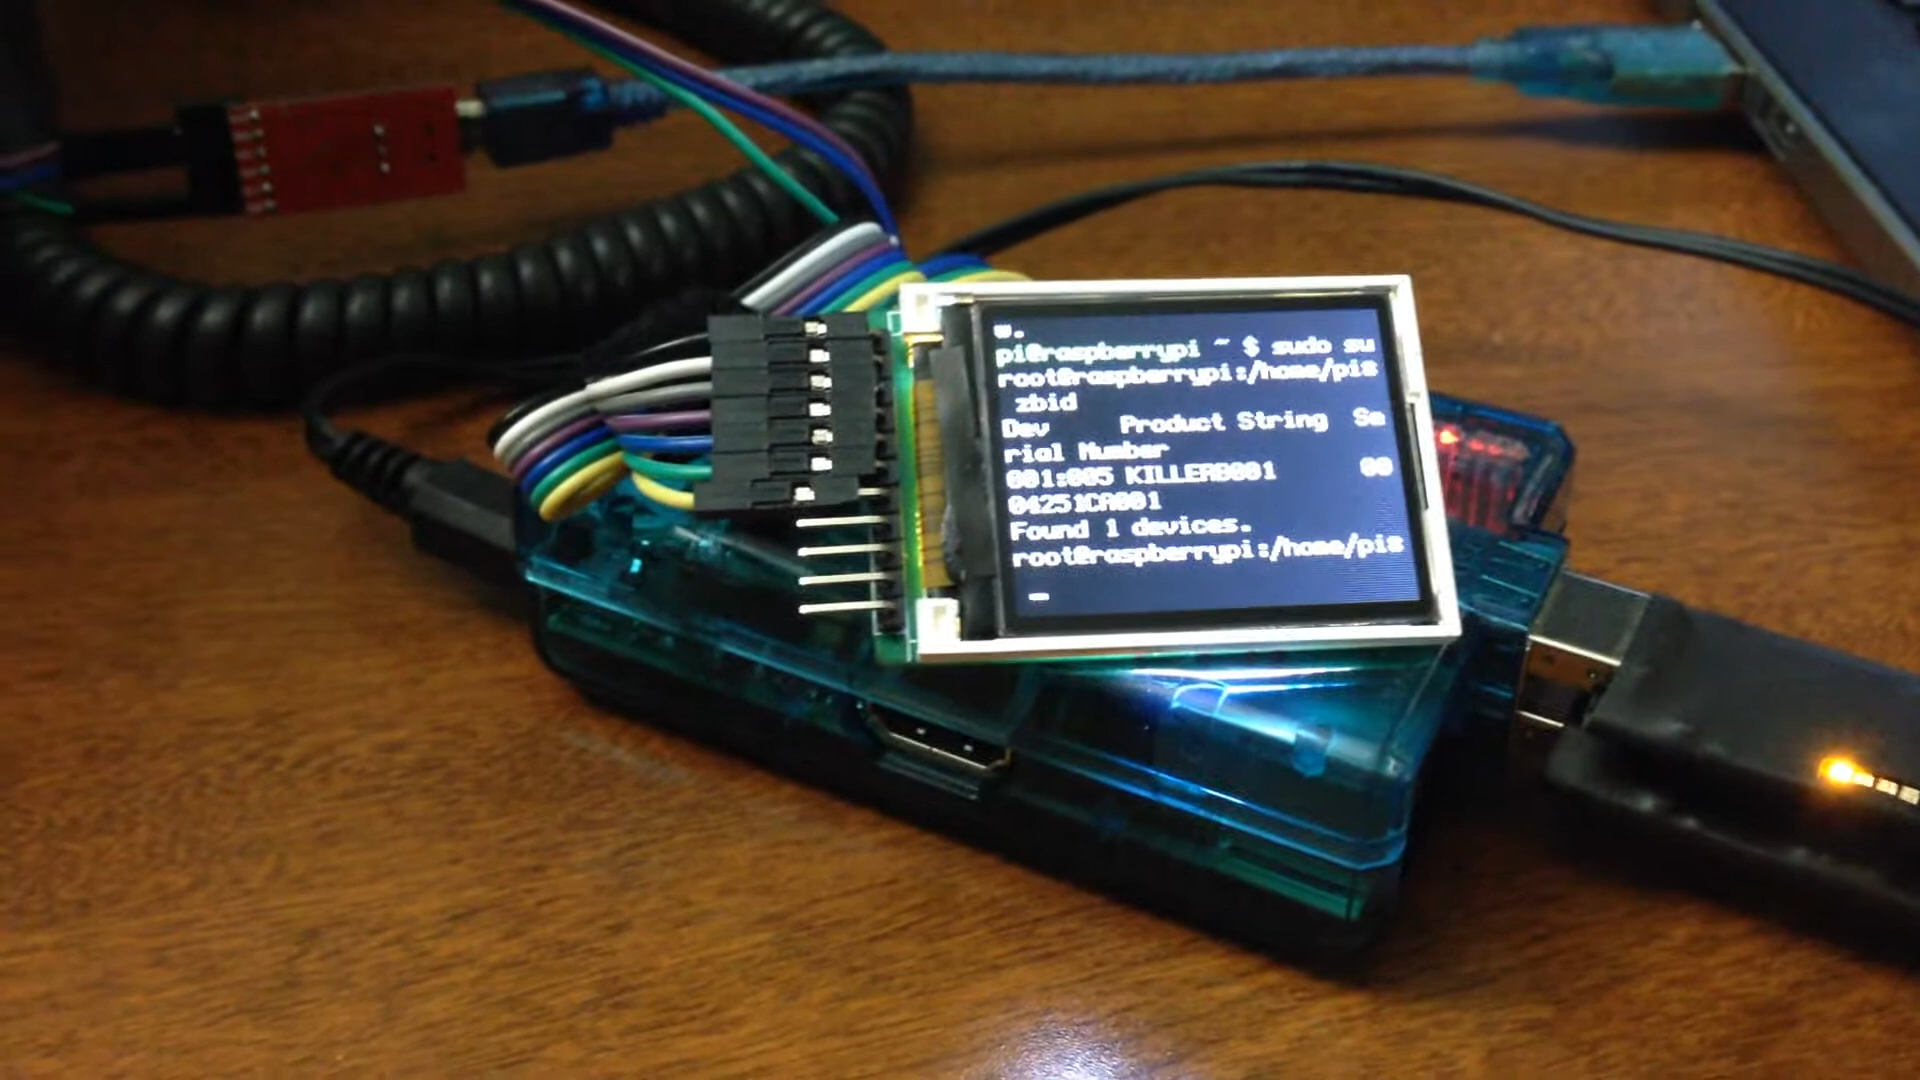 w.
pi@raspberrypi ~ $ sudo su
root@raspberrypi:/home/pi#
zbid
Dev Product String Se
rial Number
001:005 KILLERB001 00
04251CA001
Found 1 devices.
root@raspberrypi:/home/pi#
_